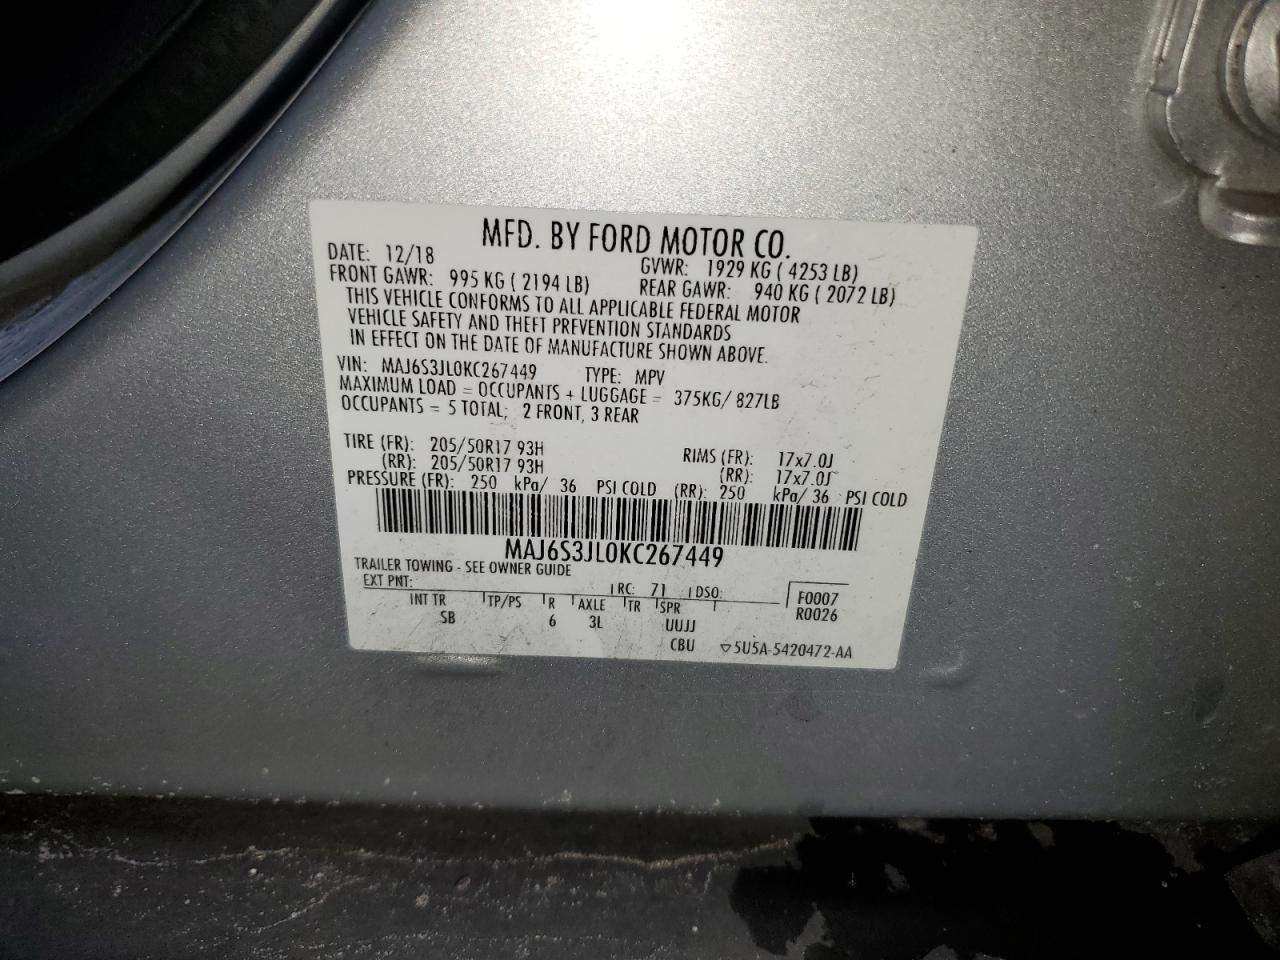 MFD. BY FORD MOTOR CO.
DATE: 12/18 GVWR: 1929 KG ( 4253 LB)
FRONT GAWR: 995 KG ( 2194 LB) REAR GAWR: 940 KG ( 2072 LB)
THIS VEHICLE CONFORMS TO ALL APPLICABLE FEDERAL MOTOR
VEHICLE SAFETY AND THEFT PREVENTION STANDARDS
IN EFFECT ON THE DATE OF MANUFACTURE SHOWN ABOVE.
VIN: MAJ6S3JL0KC267449 TYPE: MPV
MAXIMUM LOAD = OCCUPANTS + LUGGAGE = 375KG/ 827LB
OCCUPANTS = 5 TOTAL; 2 FRONT, 3 REAR
TIRE (FR): 205/50R17 93H RIMS (FR): 17x7.0J
(RR): 205/50R17 93H (RR): 17x7.0J
PRESSURE (FR): 250 kPa/ 36 PSI COLD (RR): 250 kPa/ 36 PSI COLD
MAJ6S3JL0KC267449
TRAILER TOWING - SEE OWNER GUIDE
EXT PNT: RC: 71 DSO: F0007
INT TR TP/PS R AXLE TR SPR R0026
SB 6 3L UUJJ
CBU ▽5U5A-5420472-AA